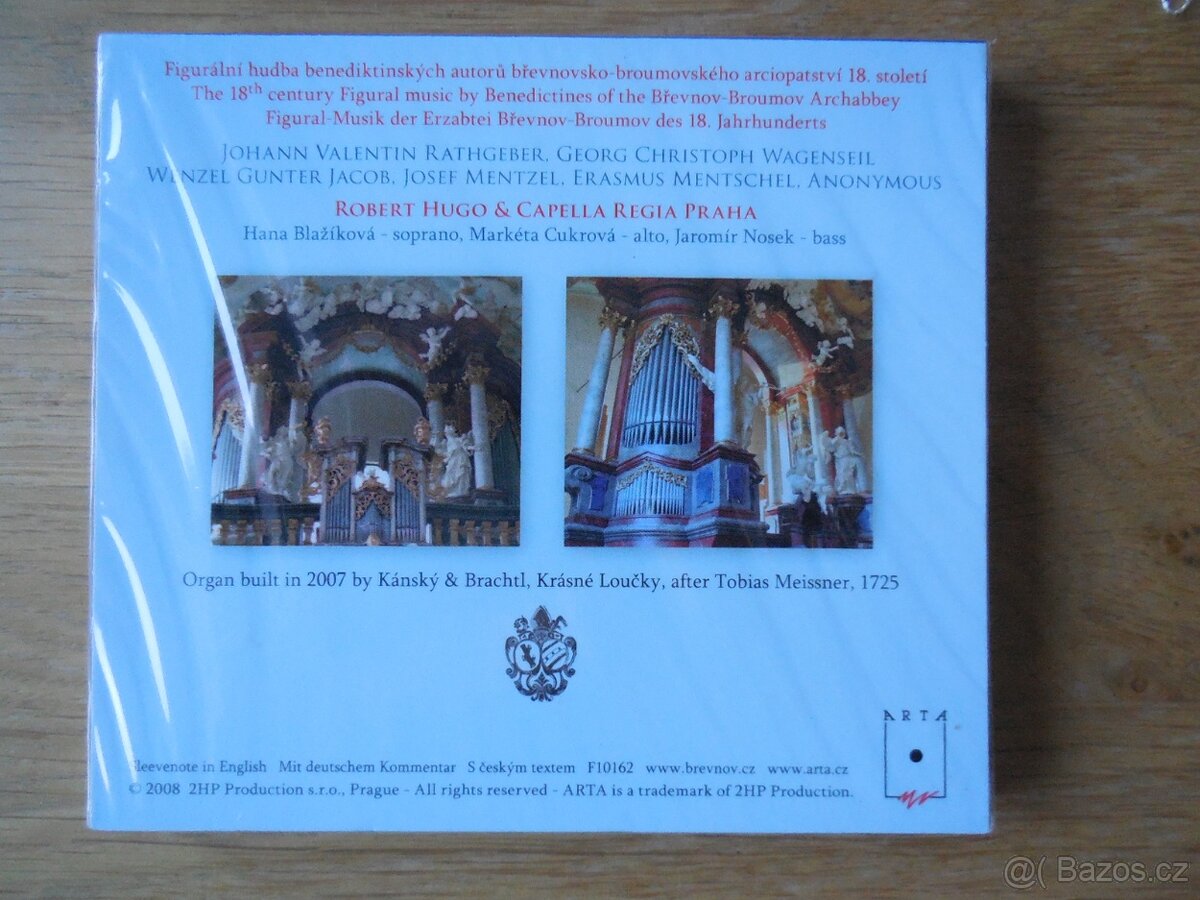 Figurální hudba benediktinských autorů břevnovsko-broumovského arciopatství 18. století
The 18th century Figural music by Benedictines of the Břevnov-Broumov Archabbey
Figural-Musik der Erzabtei Břevnov-Broumov des 18. Jahrhunderts
Johann Valentin Rathgeber, Georg Christoph Wagenseil
Wenzel Gunter Jacob, Josef Mentzel, Erasmus Mentschel, Anonymous
Robert Hugo & Capella Regia Praha
Hana Blažíková - soprano, Markéta Cukrová - alto, Jaromír Nosek - bass
Organ built in 2007 by Kánský & Brachtl, Krásné Loučky, after Tobias Meissner, 1725
ARTA
Sleevenote in English Mit deutschem Kommentar S českým textem F10162 www.brevnov.cz www.arta.cz
© 2008 2HP Production s.r.o., Prague - All rights reserved - ARTA is a trademark of 2HP Production.
@( Bazos.cz